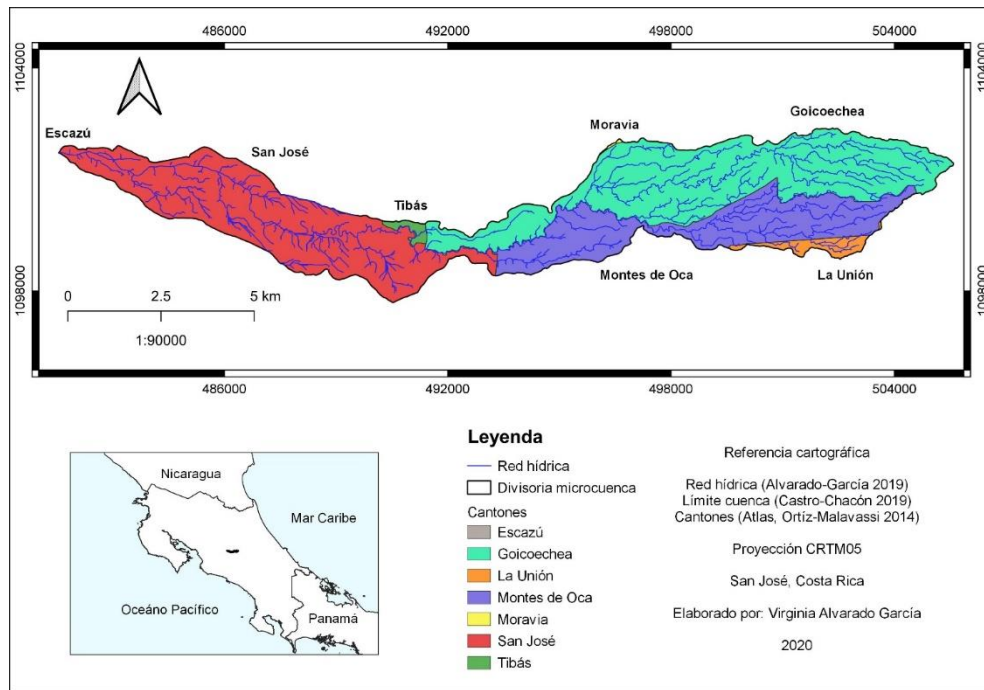 486000 492000 498000 504000
1104000
1104000
Escazú
San José
Tibás
Moravia
Goicoechea
Montes de Oca
La Unión
1098000
1098000
0 2.5 5 km
1:90000
486000 492000 498000 504000
Nicaragua
Mar Caribe
Oceáno Pacífico
Panamá
Leyenda
Red hídrica
Divisoria microcuenca
Cantones
Escazú
Goicoechea
La Unión
Montes de Oca
Moravia
San José
Tibás
Referencia cartográfica
Red hídrica (Alvarado-García 2019)
Límite cuenca (Castro-Chacón 2019)
Cantones (Atlas, Ortíz-Malavassi 2014)
Proyección CRTM05
San José, Costa Rica
Elaborado por: Virginia Alvarado García
2020